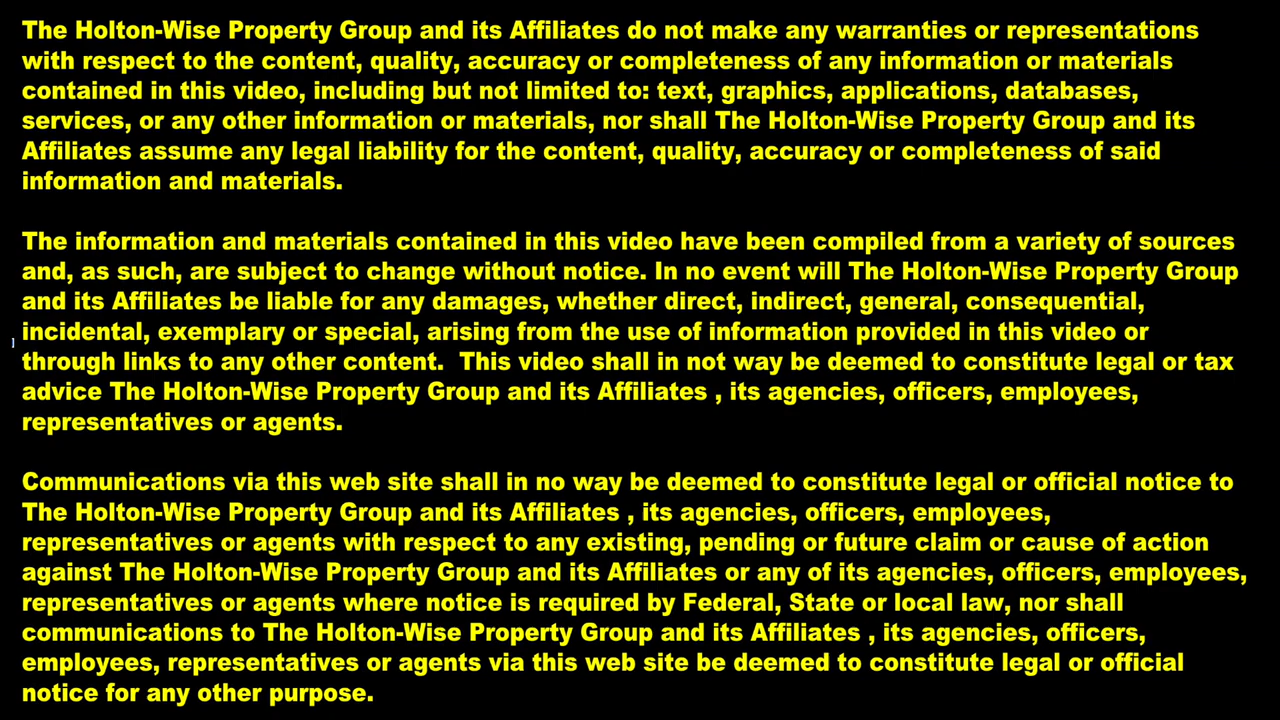 The Holton-Wise Property Group and its Affiliates do not make any warranties or representations
with respect to the content, quality, accuracy or completeness of any information or materials
contained in this video, including but not limited to: text, graphics, applications, databases,
services, or any other information or materials, nor shall The Holton-Wise Property Group and its
Affiliates assume any legal liability for the content, quality, accuracy or completeness of said
information and materials.
The information and materials contained in this video have been compiled from a variety of sources
and, as such, are subject to change without notice. In no event will The Holton-Wise Property Group
and its Affiliates be liable for any damages, whether direct, indirect, general, consequential,
incidental, exemplary or special, arising from the use of information provided in this video or
through links to any other content.  This video shall in not way be deemed to constitute legal or tax
advice The Holton-Wise Property Group and its Affiliates , its agencies, officers, employees,
representatives or agents.
Communications via this web site shall in no way be deemed to constitute legal or official notice to
The Holton-Wise Property Group and its Affiliates , its agencies, officers, employees,
representatives or agents with respect to any existing, pending or future claim or cause of action
against The Holton-Wise Property Group and its Affiliates or any of its agencies, officers, employees,
representatives or agents where notice is required by Federal, State or local law, nor shall
communications to The Holton-Wise Property Group and its Affiliates , its agencies, officers,
employees, representatives or agents via this web site be deemed to constitute legal or official
notice for any other purpose.